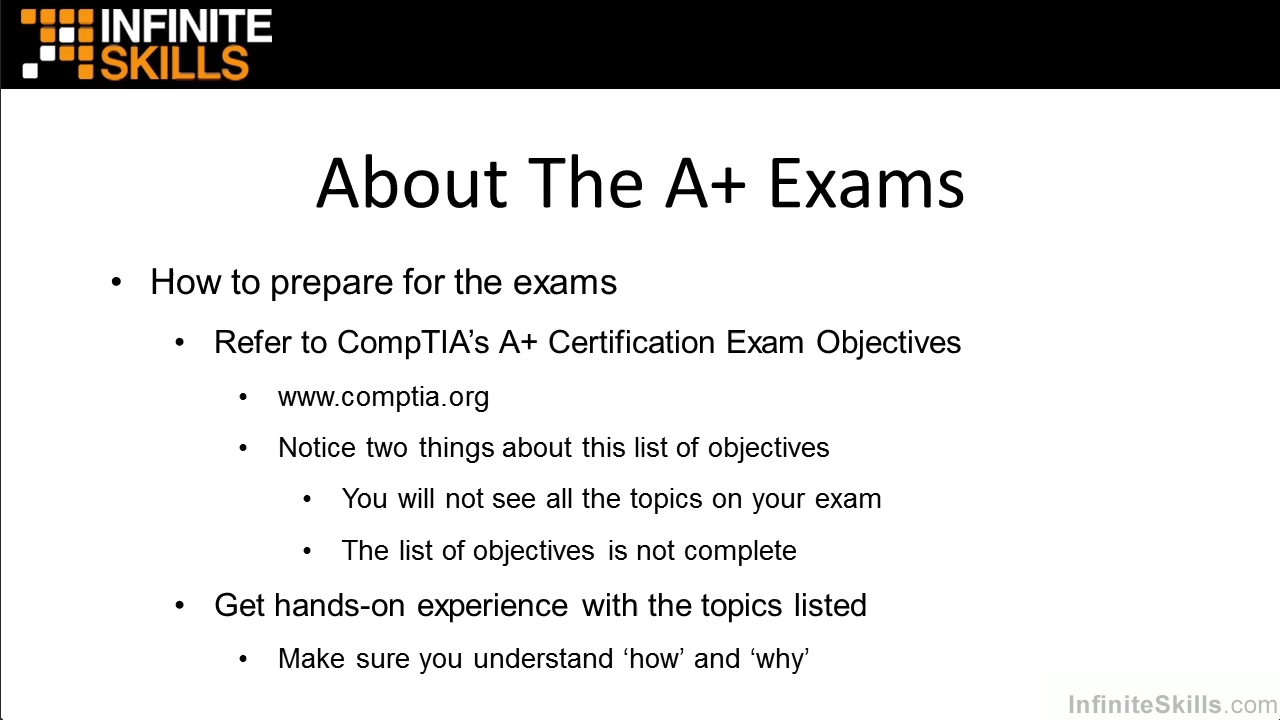 INFINITE
SKILLS
About The A+ Exams
• How to prepare for the exams
• Refer to CompTIA’s A+ Certification Exam Objectives
• www.comptia.org
• Notice two things about this list of objectives
• You will not see all the topics on your exam
• The list of objectives is not complete
• Get hands-on experience with the topics listed
• Make sure you understand ‘how’ and ‘why’
InfiniteSkills.com